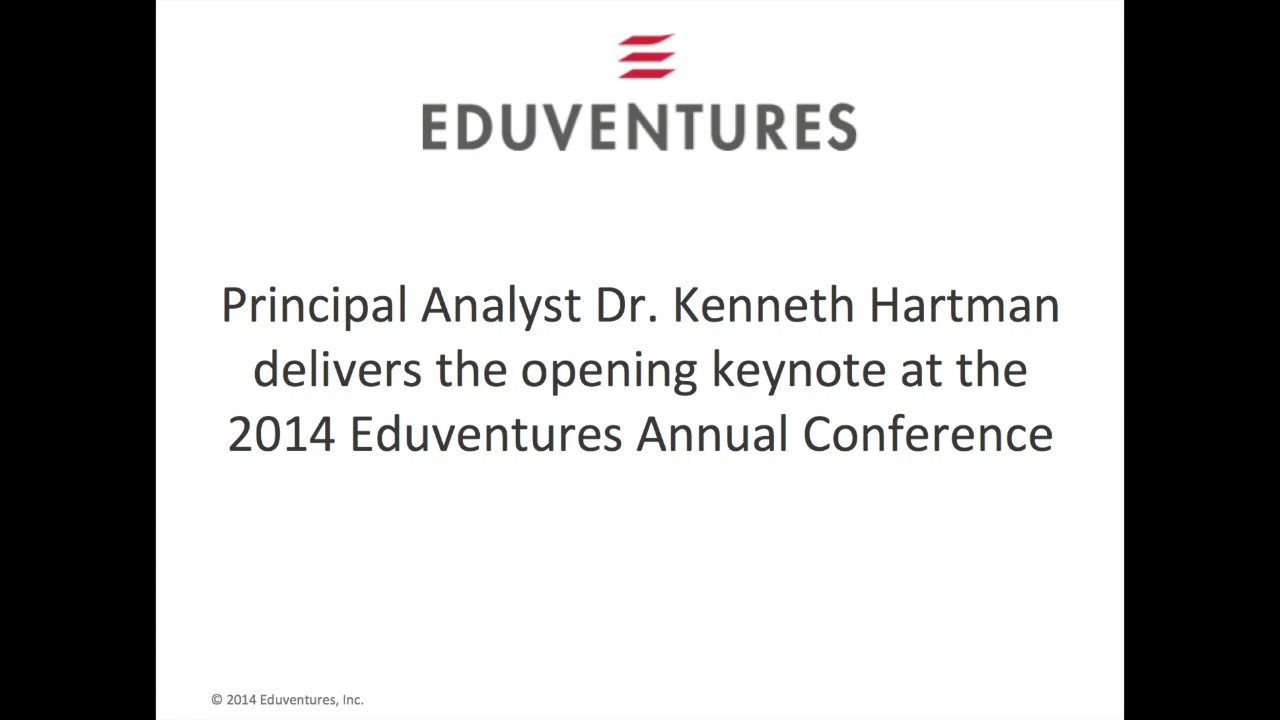 EDUVENTURES
Principal Analyst Dr. Kenneth Hartman
delivers the opening keynote at the
2014 Eduventures Annual Conference
© 2014 Eduventures, Inc.